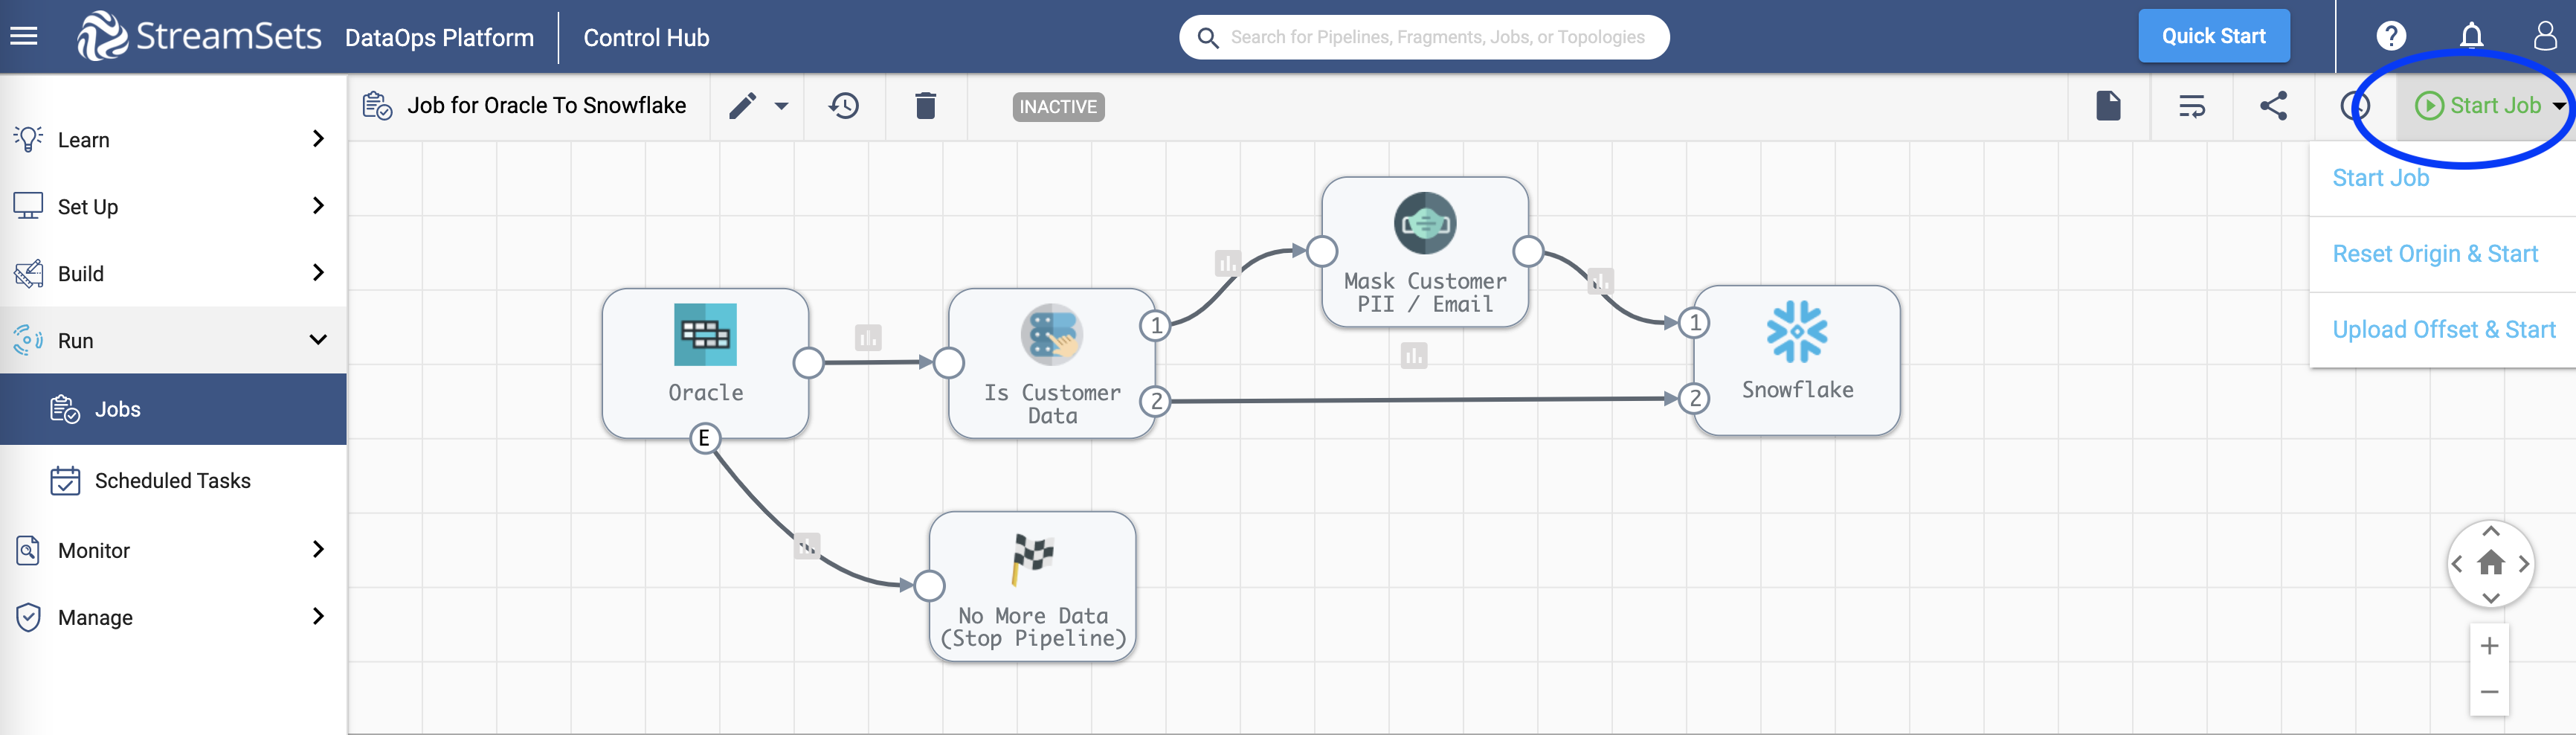 StreamSets DataOps Platform Control Hub
Search for Pipelines, Fragments, Jobs, or Topologies
Quick Start
?
Learn
Set Up
Build
Run
Jobs
Scheduled Tasks
Monitor
Manage
Job for Oracle To Snowflake
INACTIVE
Start Job
Start Job
Reset Origin & Start
Upload Offset & Start
Oracle
E
Is Customer
Data
1
2
Mask Customer
PII / Email
1
2
Snowflake
No More Data
(Stop Pipeline)
+
−